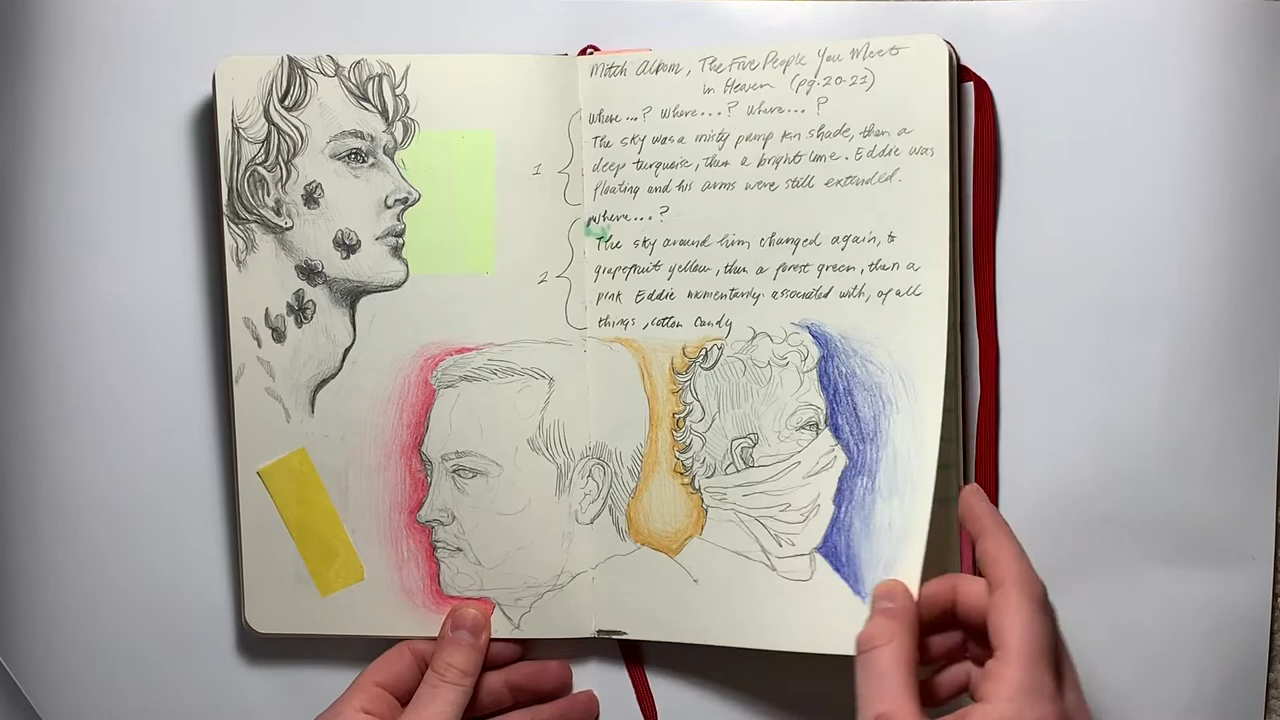 Mitch Albom, The Five People You Meet
in Heaven (pg. 20-21)
Where...? Where...? Where...?
The sky was a misty pumpkin shade, then a
deep turquoise, then a bright lime. Eddie was
floating and his arms were still extended.
1
Where...?
The sky around him changed again, to
grapefruit yellow, then a forest green, then a
2
pink Eddie momentarily associated with, of all
things, cotton candy